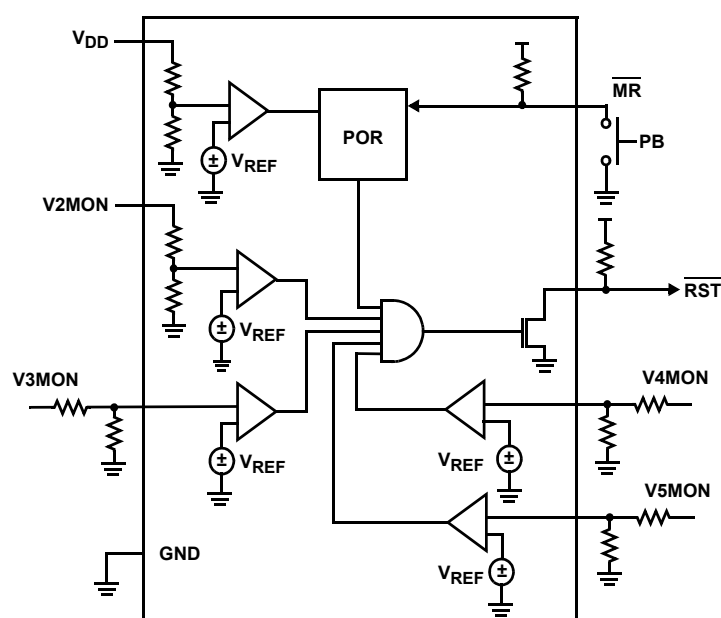 VDD
MR
POR
PB
VREF
V2MON
RST
VREF
V3MON
V4MON
VREF
VREF
V5MON
GND
VREF
±
±
±
±
±